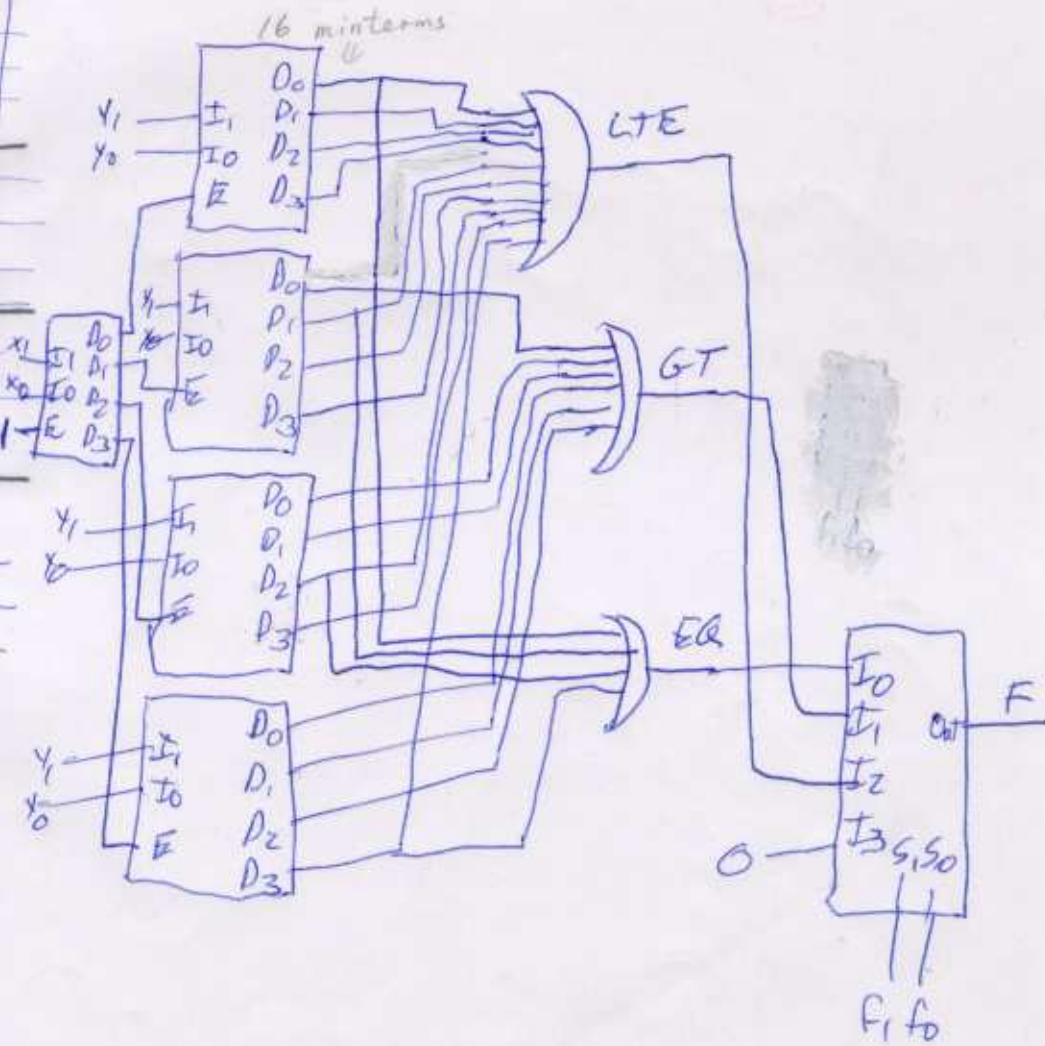 16 minterms
D0
Y1 I1 D1
Y0 I0 D2
E D3
LTE
D0
Y1 I1 D1
I0 D2
E D3
GT
D0
X1 I1 D1
X0 I0 D2
1 E D3
D0
Y1 I1 D1
Y0 I0 D2
E D3
EQ
D0
Y1 I1 D1
Y0 I0 D2
E D3
I0
I1 Out F
I2
0 I3 S1 S0
F1 f0